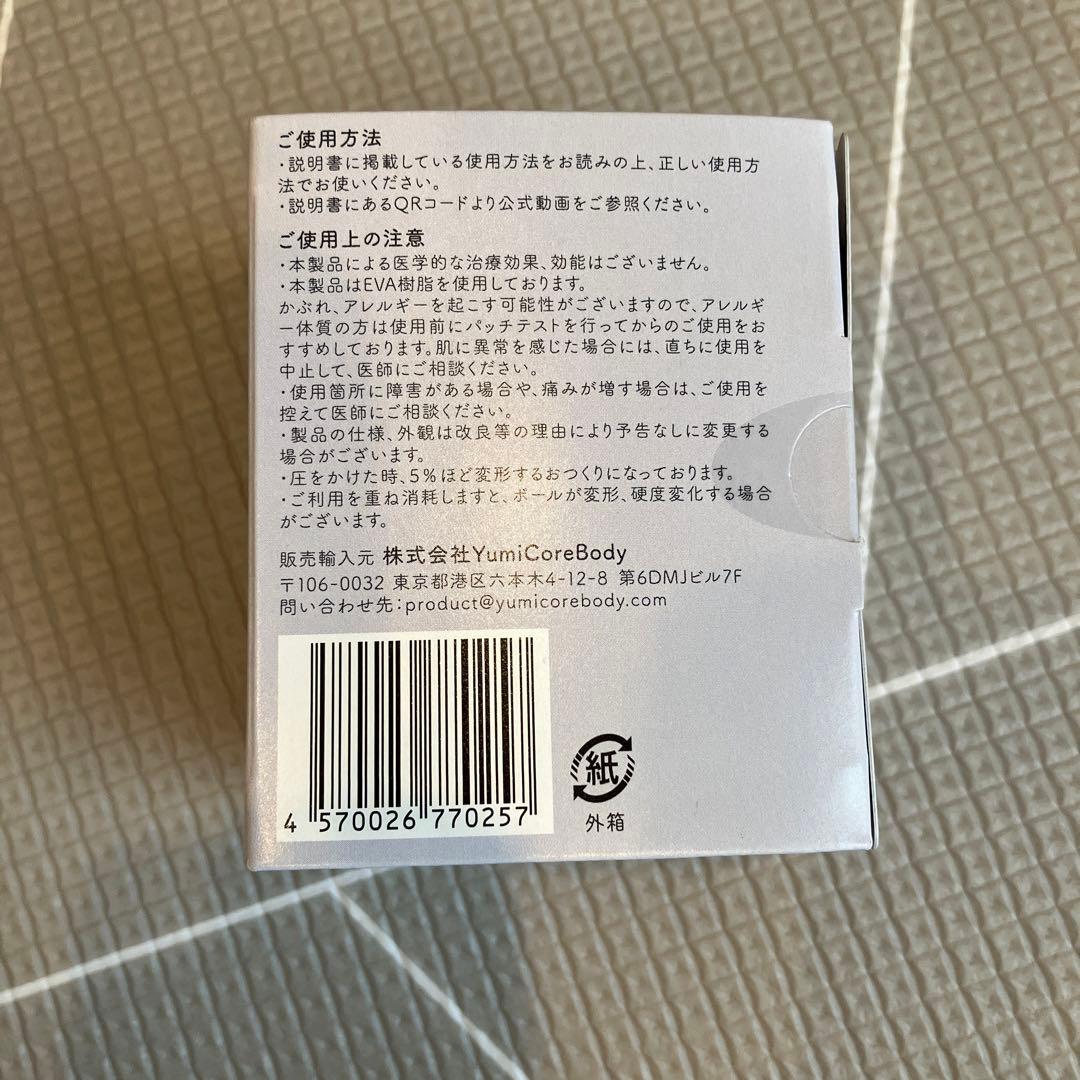 ご使用方法
・説明書に掲載している使用方法をお読みの上、正しい使用方
法でお使いください。
・説明書にあるQRコードより公式動画をご参照ください。
ご使用上の注意
・本製品による医学的な治療効果、効能はございません。
・本製品はEVA樹脂を使用しております。
かぶれ、アレルギーを起こす可能性がございますので、アレルギ
ー体質の方は使用前にパッチテストを行ってからのご使用をお
すすめしております。肌に異常を感じた場合には、直ちに使用を
中止して、医師にご相談ください。
・使用箇所に障害がある場合や、痛みが増す場合は、ご使用を
控えて医師にご相談ください。
・製品の仕様、外観は改良等の理由により予告なしに変更する
場合がございます。
・圧をかけた時、5%ほど変形するおつくりになっております。
・ご利用を重ね消耗しますと、ボールが変形、硬度変化する場合
がございます。
販売輸入元 株式会社YumiCoreBody
〒106-0032 東京都港区六本木4-12-8 第6DMJビル7F
問い合わせ先:product@yumicorebody.com
4 570026 770257
紙
外箱